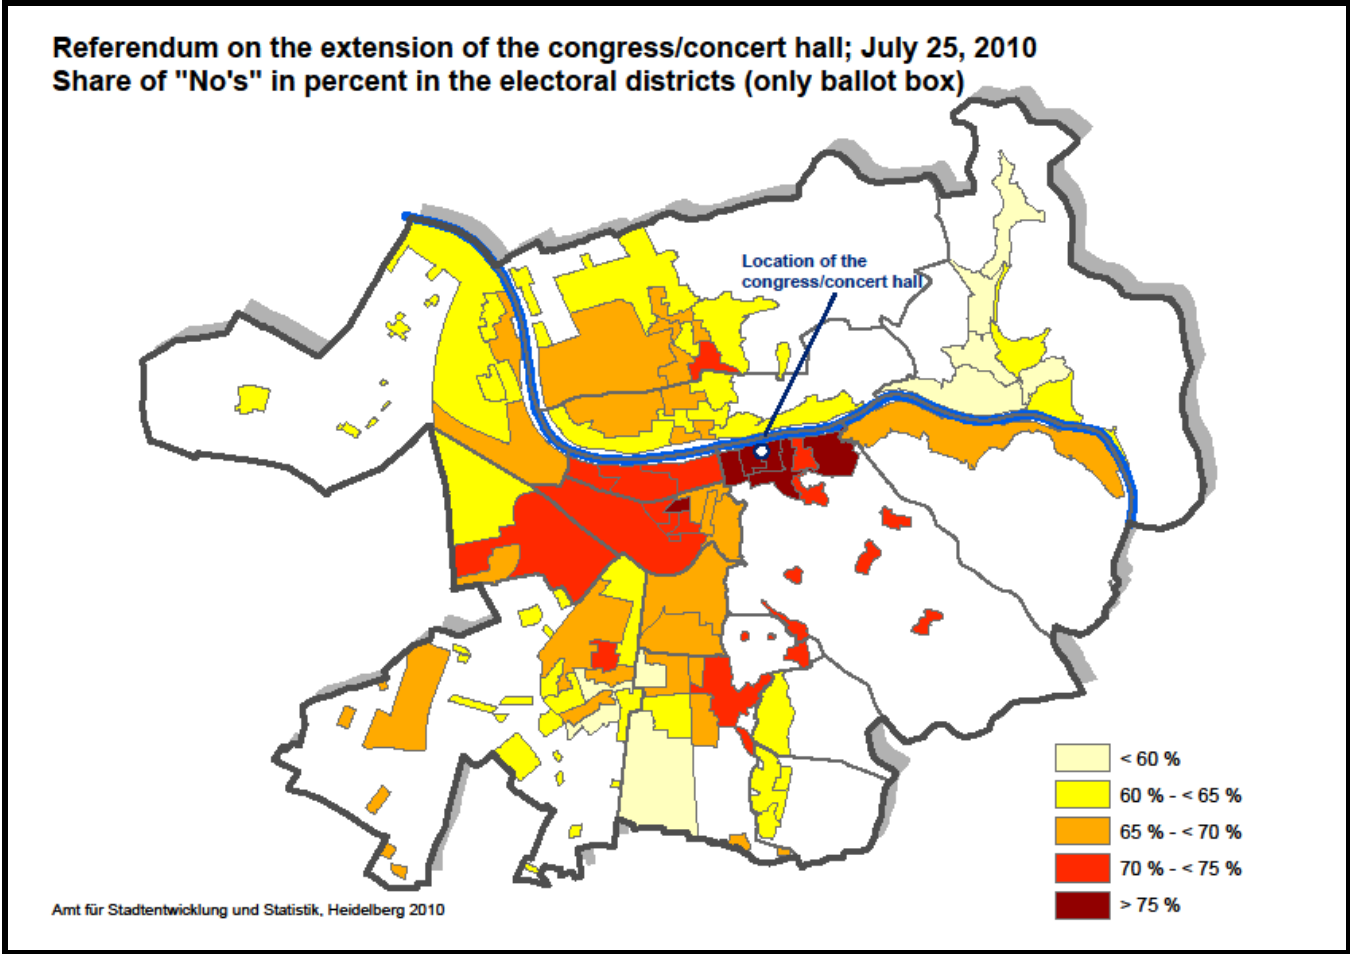 Referendum on the extension of the congress/concert hall; July 25, 2010
Share of "No's" in percent in the electoral districts (only ballot box)
Location of the
congress/concert hall
< 60 %
60 % - < 65 %
65 % - < 70 %
70 % - < 75 %
> 75 %
Amt für Stadtentwicklung und Statistik, Heidelberg 2010